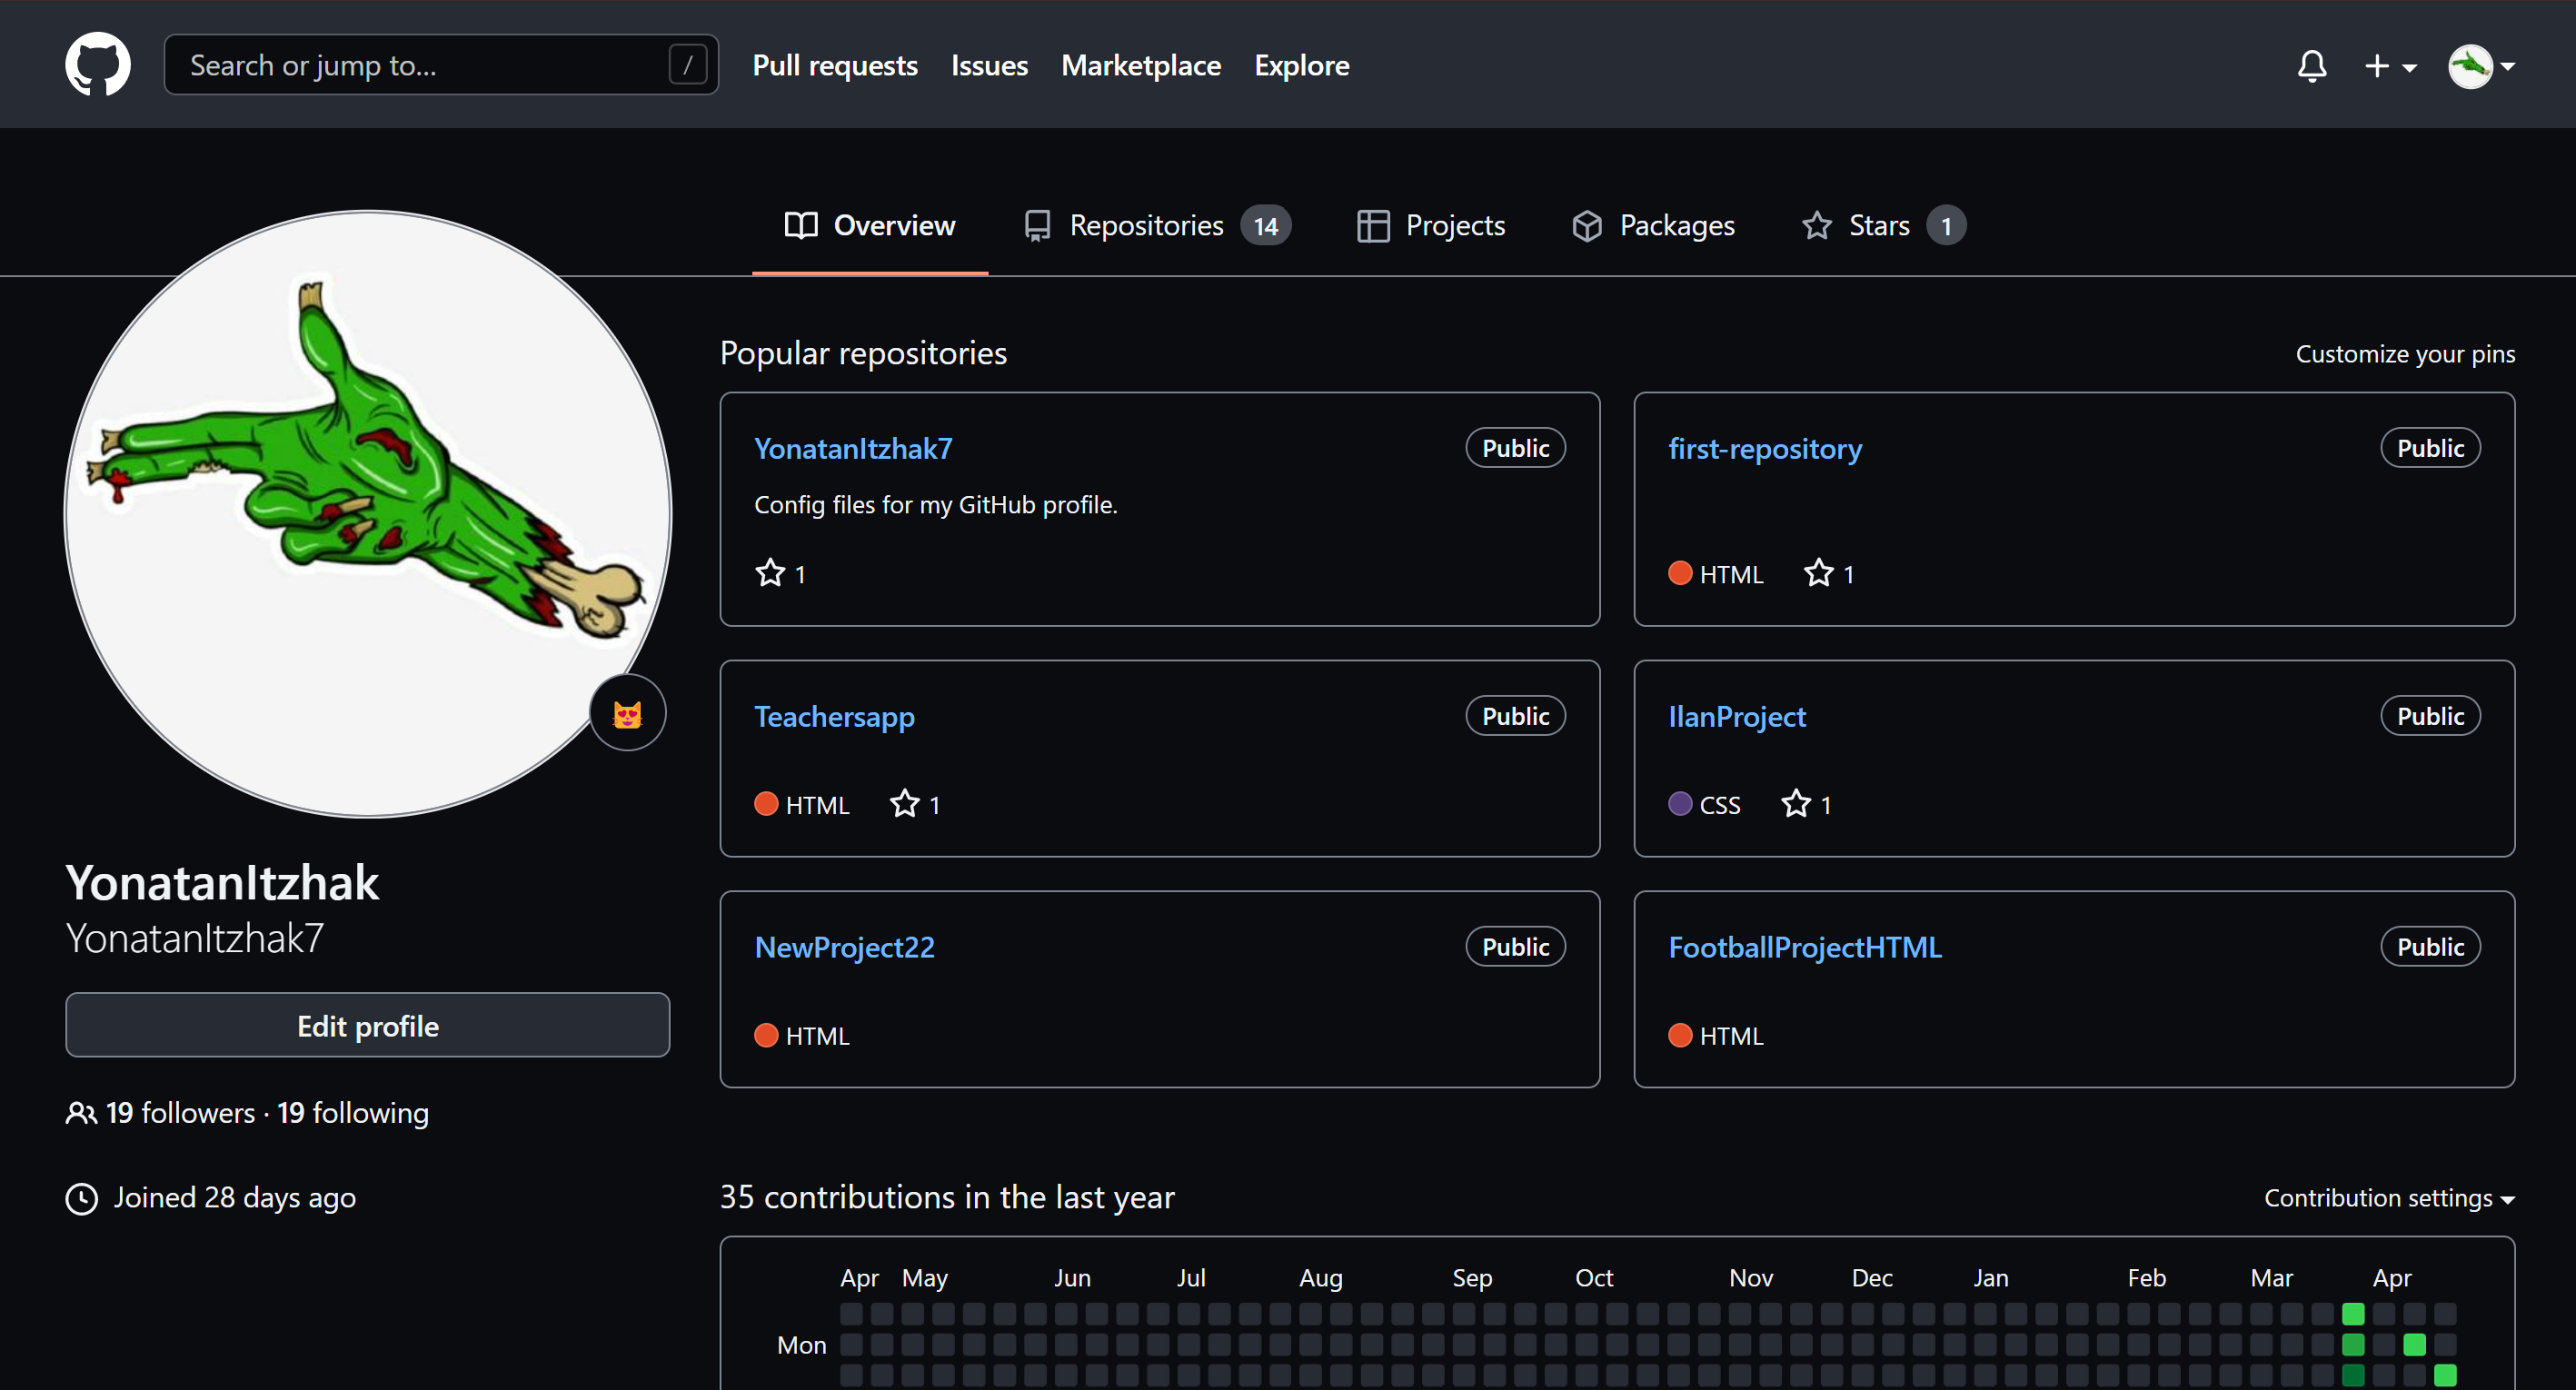 Search or jump to... /
Pull requests Issues Marketplace Explore
Overview Repositories 14 Projects Packages Stars 1
YonatanItzhak
YonatanItzhak7
Edit profile
19 followers · 19 following
Joined 28 days ago
Popular repositories
Customize your pins
YonatanItzhak7 Public
Config files for my GitHub profile.
1
first-repository Public
HTML 1
Teachersapp Public
HTML 1
IlanProject Public
CSS 1
NewProject22 Public
HTML
FootballProjectHTML Public
HTML
35 contributions in the last year
Contribution settings
Apr May Jun Jul Aug Sep Oct Nov Dec Jan Feb Mar Apr
Mon